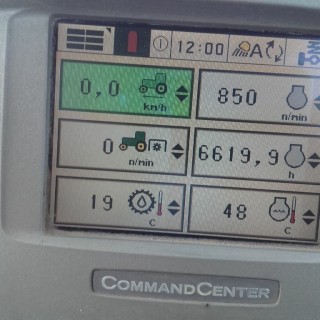 12:00 A
0,0 km/h
850 n/min
0 n/min
6619,9 h
19 C
48 C
COMMANDCENTER